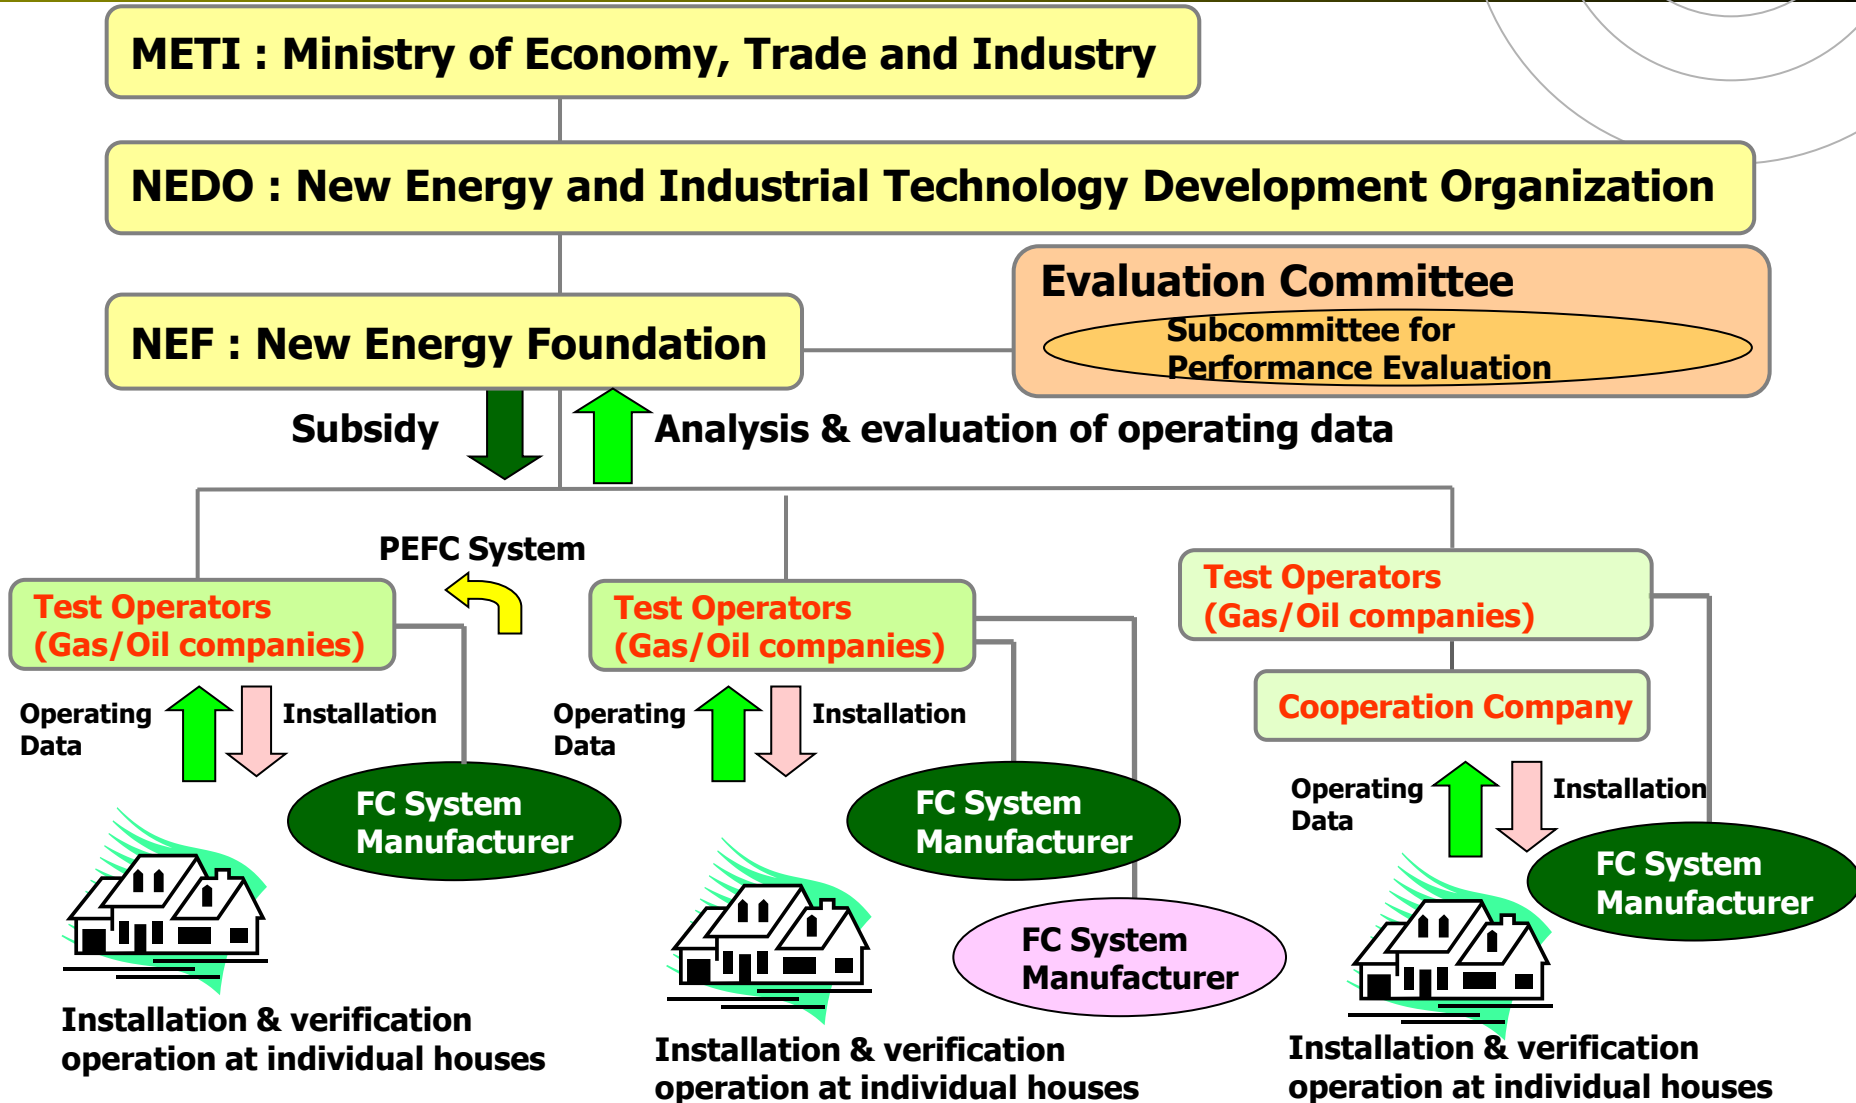 METI : Ministry of Economy, Trade and Industry
NEDO : New Energy and Industrial Technology Development Organization
Evaluation Committee
Subcommittee for
Performance Evaluation
NEF : New Energy Foundation
Subsidy
Analysis & evaluation of operating data
PEFC System
Test Operators
(Gas/Oil companies)
Operating
Data
Installation
FC System
Manufacturer
Installation & verification
operation at individual houses
Test Operators
(Gas/Oil companies)
Operating
Data
Installation
FC System
Manufacturer
FC System
Manufacturer
Installation & verification
operation at individual houses
Test Operators
(Gas/Oil companies)
Cooperation Company
Operating
Data
Installation
FC System
Manufacturer
Installation & verification
operation at individual houses